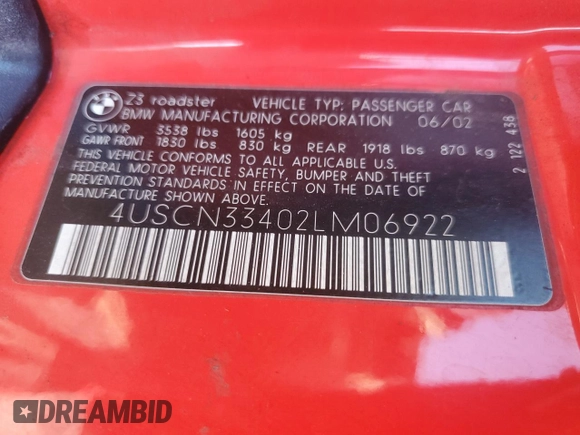 BMW
Z3 roadster VEHICLE TYP: PASSENGER CAR
BMW MANUFACTURING CORPORATION 06/02
GVWR 3538 lbs 1605 kg
GAWR FRONT 1830 lbs 830 kg REAR 1918 lbs 870 kg
THIS VEHICLE CONFORMS TO ALL APPLICABLE U.S.
FEDERAL MOTOR VEHICLE SAFETY, BUMPER AND THEFT
PREVENTION STANDARDS IN EFFECT ON THE DATE OF
MANUFACTURE SHOWN ABOVE.
4USCN33402LM06922
2 122 438
DREAMBID